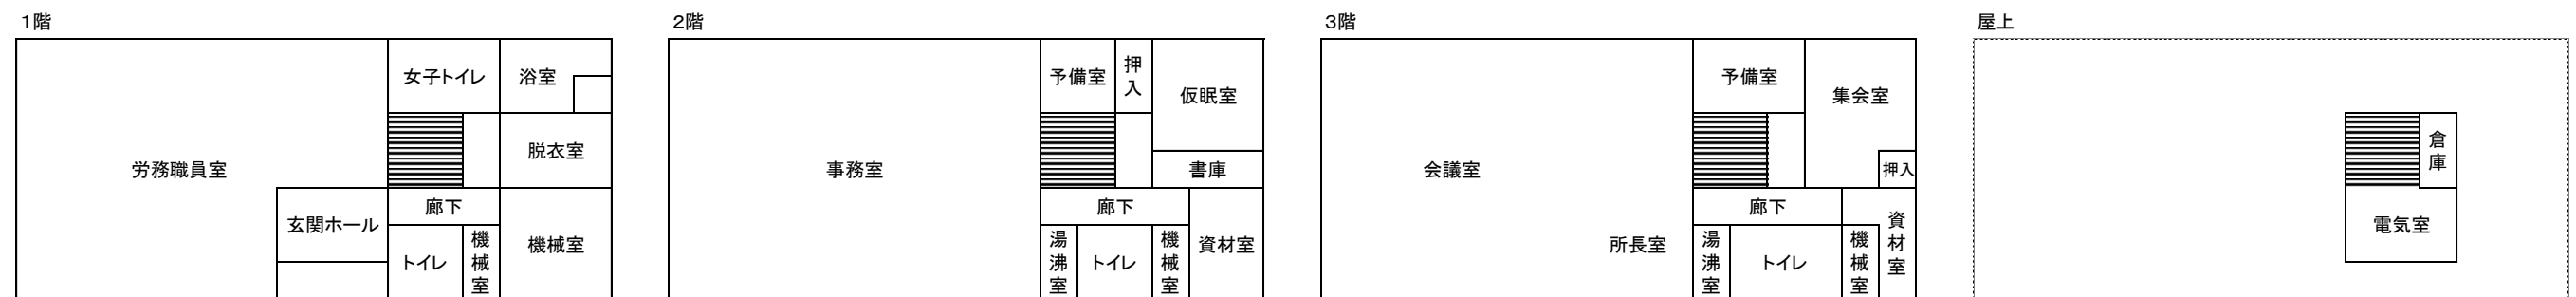 1階
女子トイレ
浴室
脱衣室
労務職員室
玄関ホール
廊下
トイレ
機械室
機械室
2階
予備室
押入
仮眠室
書庫
事務室
廊下
湯沸室
トイレ
機械室
資材室
3階
予備室
集会室
押入
会議室
所長室
廊下
湯沸室
トイレ
機械室
資材室
屋上
倉庫
電気室